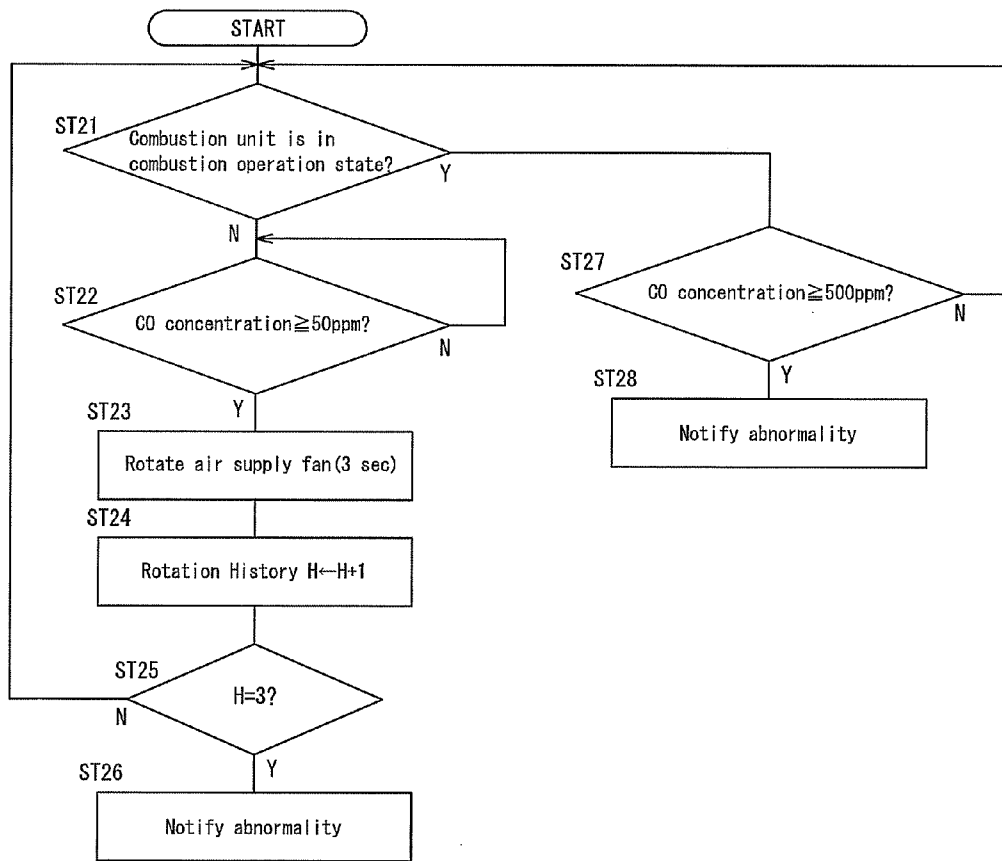 START
ST21
Combustion unit is in
combustion operation state?
Y
N
ST22
CO concentration≧50ppm?
N
Y
ST27
CO concentration≧500ppm?
N
Y
ST28
Notify abnormality
ST23
Rotate air supply fan(3 sec)
ST24
Rotation History H←H+1
ST25
H=3?
N
Y
ST26
Notify abnormality